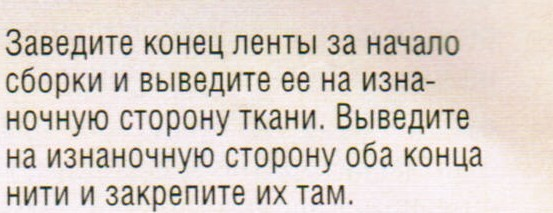 Заведите конец ленты за начало
сборки и выведите ее на изна-
ночную сторону ткани. Выведите
на изнаночную сторону оба конца
нити и закрепите их там.